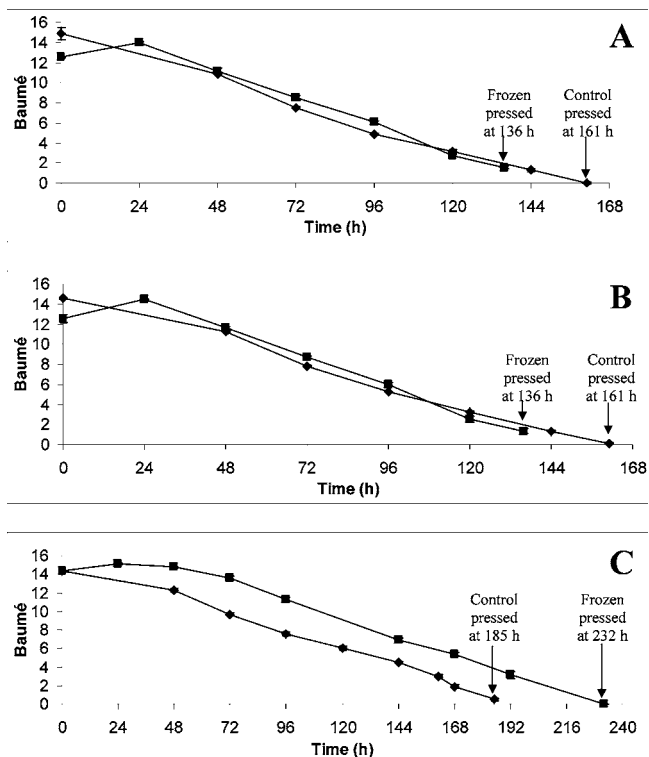 16
14
12
10
8
6
4
2
0
Baumé
A
Frozen
pressed
at 136 h
Control
pressed
at 161 h
0 24 48 72 96 120 144 168
Time (h)
16
14
12
10
8
6
4
2
0
Baumé
B
Frozen
pressed
at 136 h
Control
pressed
at 161 h
0 24 48 72 96 120 144 168
Time (h)
16
14
12
10
8
6
4
2
0
Baumé
C
Control
pressed
at 185 h
Frozen
pressed
at 232 h
0 24 48 72 96 120 144 168 192 216 240
Time (h)